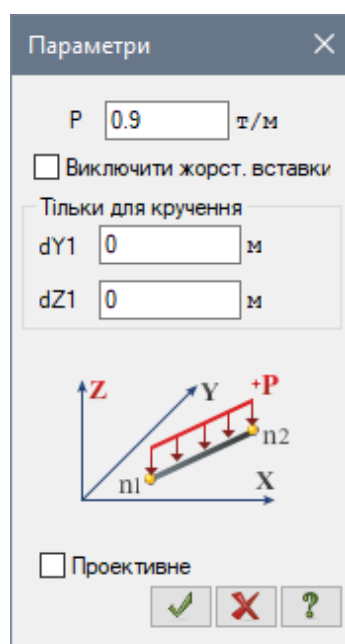 Параметри
P 0.9 т/м
Виключити жорст. вставки
Тільки для кручення
dY1 0 м
dZ1 0 м
Z Y +P
n2
n1 X
Проективне
?